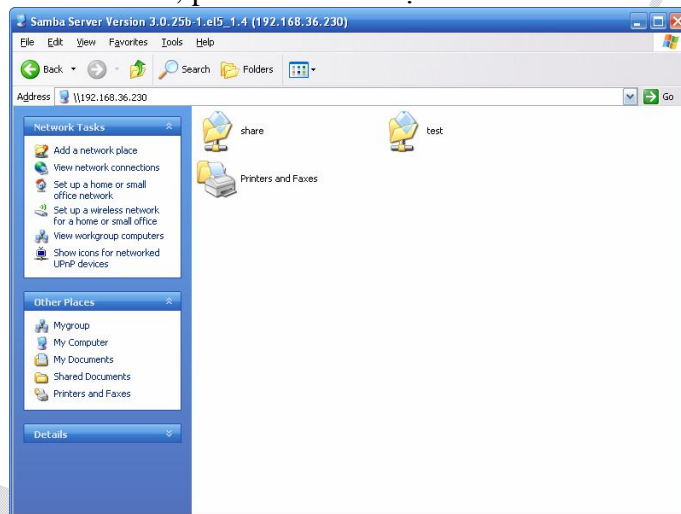 Samba Server Version 3.0.25b-1.el5_1.4 (192.168.36.230)
File Edit View Favorites Tools Help
Back Search Folders
Address \\192.168.36.230 Go
Network Tasks
Add a network place
View network connections
Set up a home or small
office network
Set up a wireless network
for a home or small office
View workgroup computers
Show icons for networked
UPnP devices
Other Places
Mygroup
My Computer
My Documents
Shared Documents
Printers and Faxes
Details
share test
Printers and Faxes